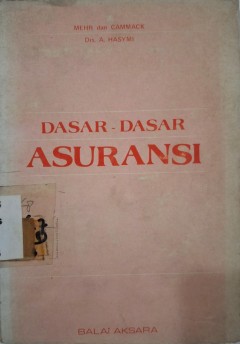 MEHR dan CAMMACK
Drs. A. HASYMI
DASAR - DASAR
ASURANSI
BALAI AKSARA